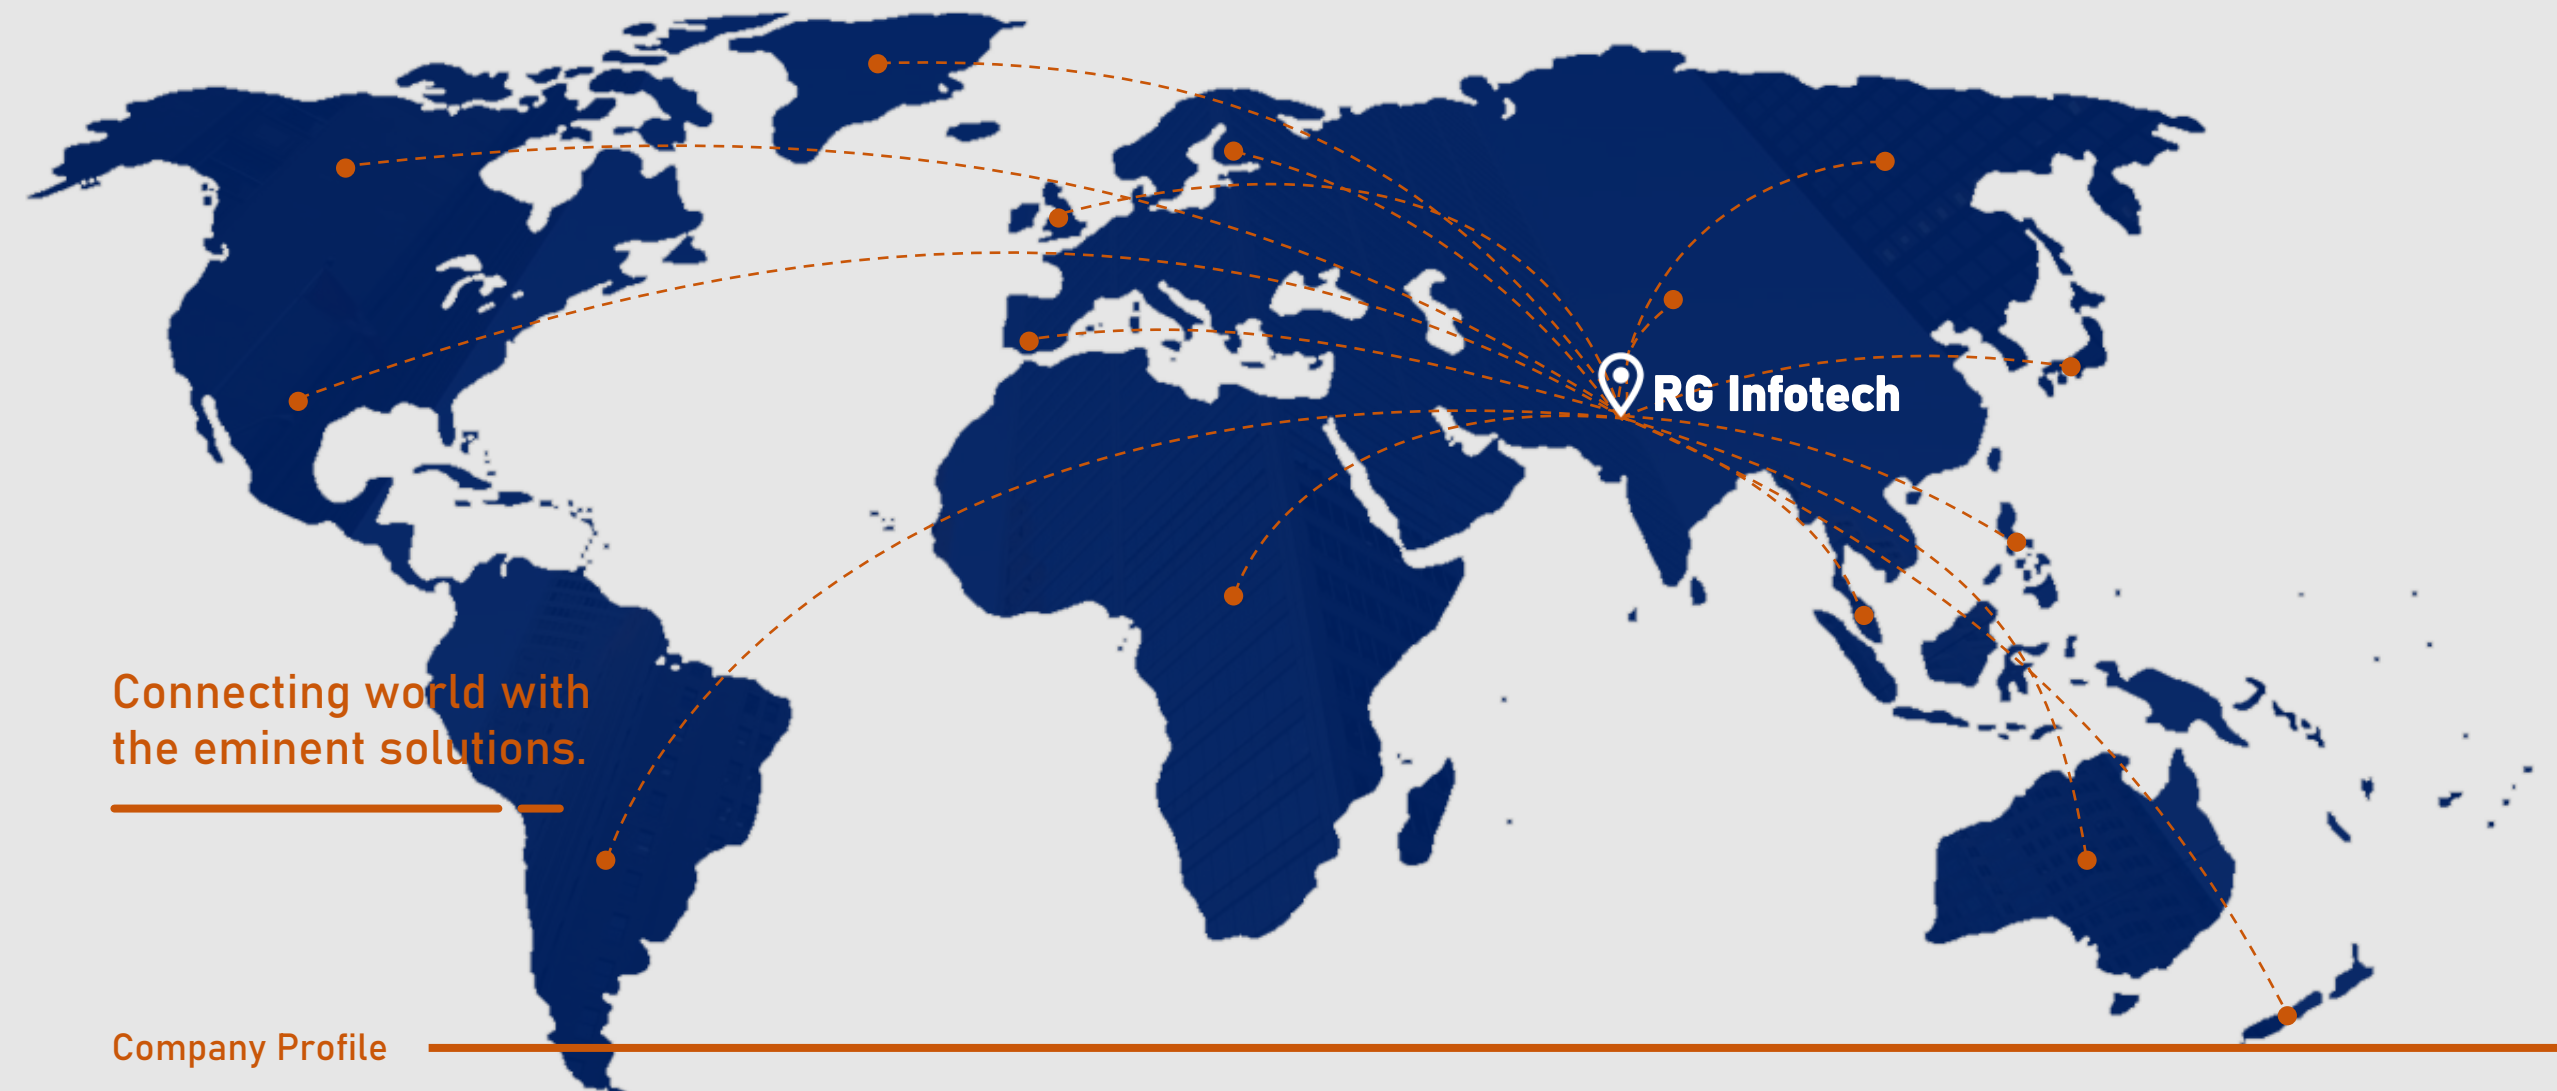 RG Infotech
Connecting world with
the eminent solutions.
Company Profile